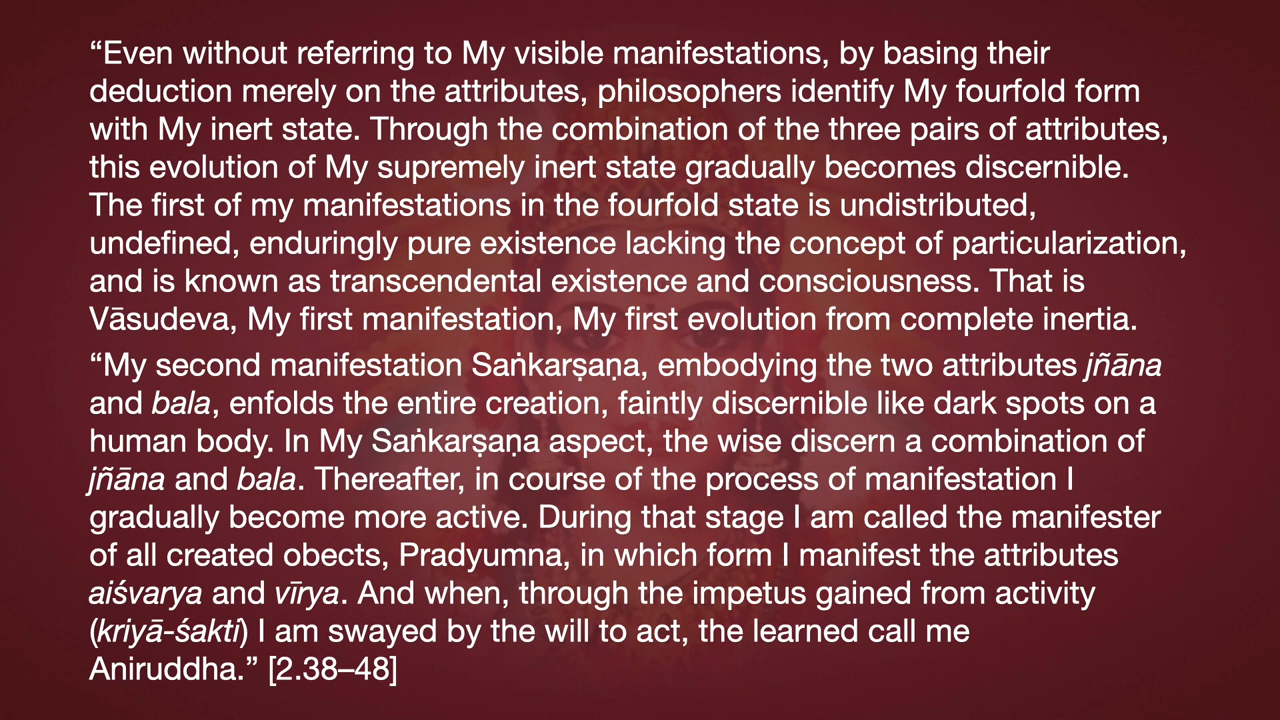 “Even without referring to My visible manifestations, by basing their
deduction merely on the attributes, philosophers identify My fourfold form
with My inert state. Through the combination of the three pairs of attributes,
this evolution of My supremely inert state gradually becomes discernible.
The first of my manifestations in the fourfold state is undistributed,
undefined, enduringly pure existence lacking the concept of particularization,
and is known as transcendental existence and consciousness. That is
Vāsudeva, My first manifestation, My first evolution from complete inertia.
“My second manifestation Saṅkarṣaṇa, embodying the two attributes jñāna
and bala, enfolds the entire creation, faintly discernible like dark spots on a
human body. In My Saṅkarṣaṇa aspect, the wise discern a combination of
jñāna and bala. Thereafter, in course of the process of manifestation I
gradually become more active. During that stage I am called the manifester
of all created obects, Pradyumna, in which form I manifest the attributes
aiśvarya and vīrya. And when, through the impetus gained from activity
(kriyā-śakti) I am swayed by the will to act, the learned call me
Aniruddha.” [2.38–48]